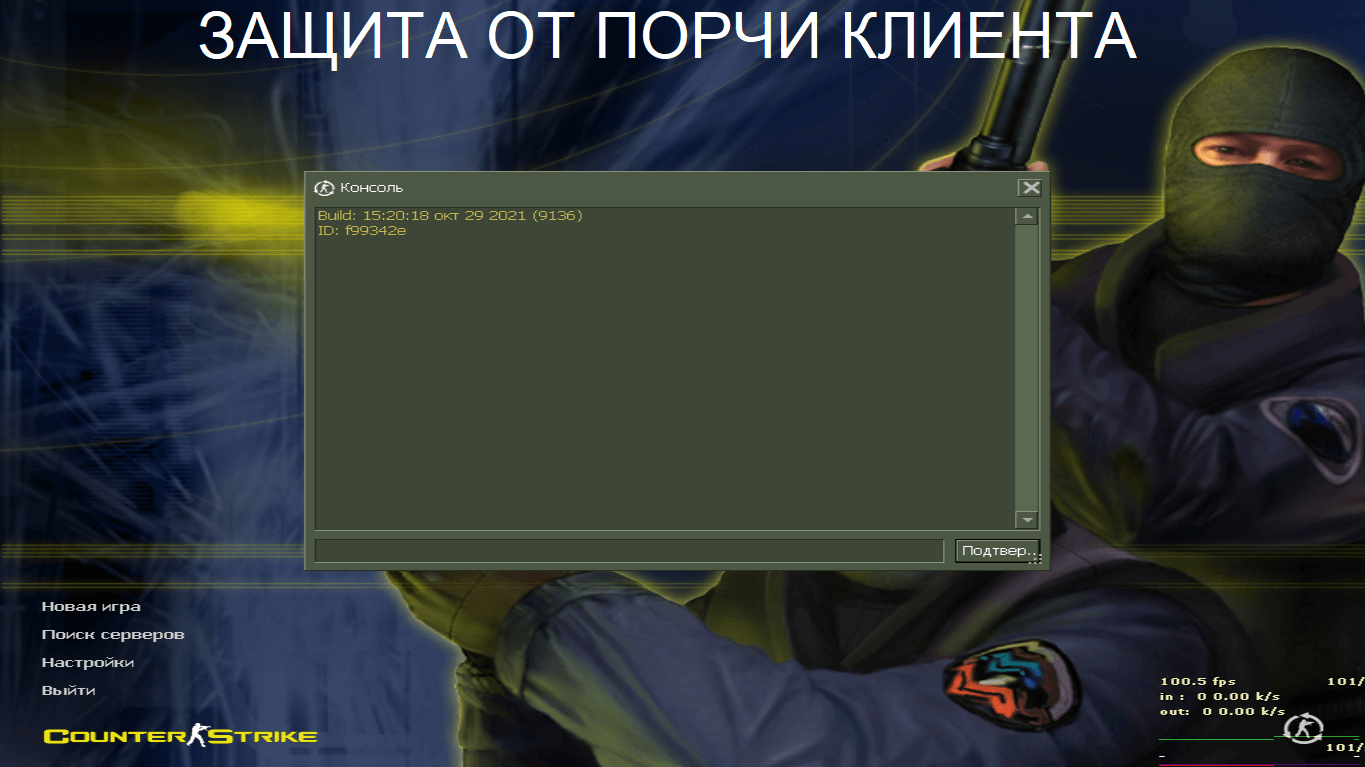 ЗАЩИТА ОТ ПОРЧИ КЛИЕНТА
Консоль
Build: 15:20:18 окт 29 2021 (9136)
ID: f99342e
Подтвер...
Новая игра
Поиск серверов
Настройки
Выйти
COUNTER STRIKE
100.5 fps 101/
in : 0 0.00 k/s
out: 0 0.00 k/s
101/